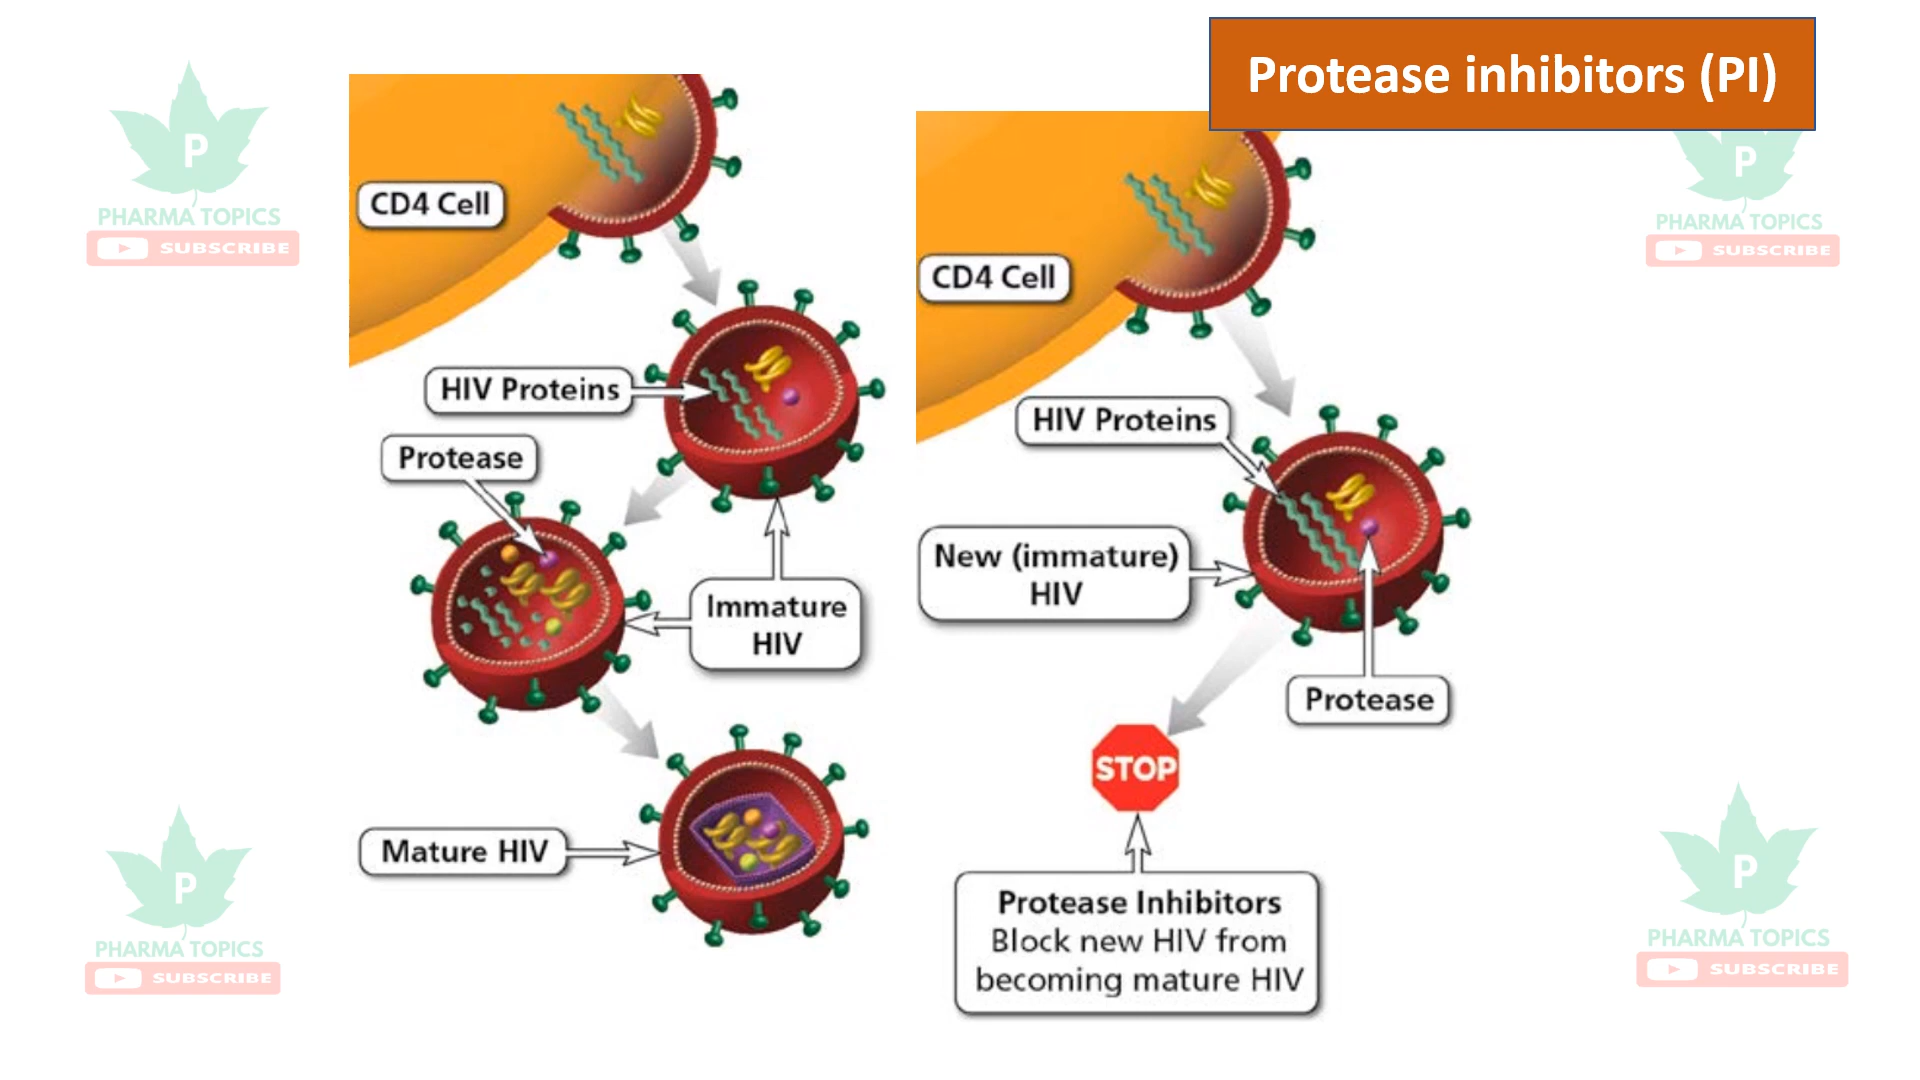 Protease inhibitors (PI)
P
PHARMA TOPICS
SUBSCRIBE
P
PHARMA TOPICS
SUBSCRIBE
CD4 Cell
HIV Proteins
Protease
Immature
HIV
Mature HIV
CD4 Cell
HIV Proteins
New (immature)
HIV
Protease
STOP
Protease Inhibitors
Block new HIV from
becoming mature HIV
P
PHARMA TOPICS
SUBSCRIBE
P
PHARMA TOPICS
SUBSCRIBE